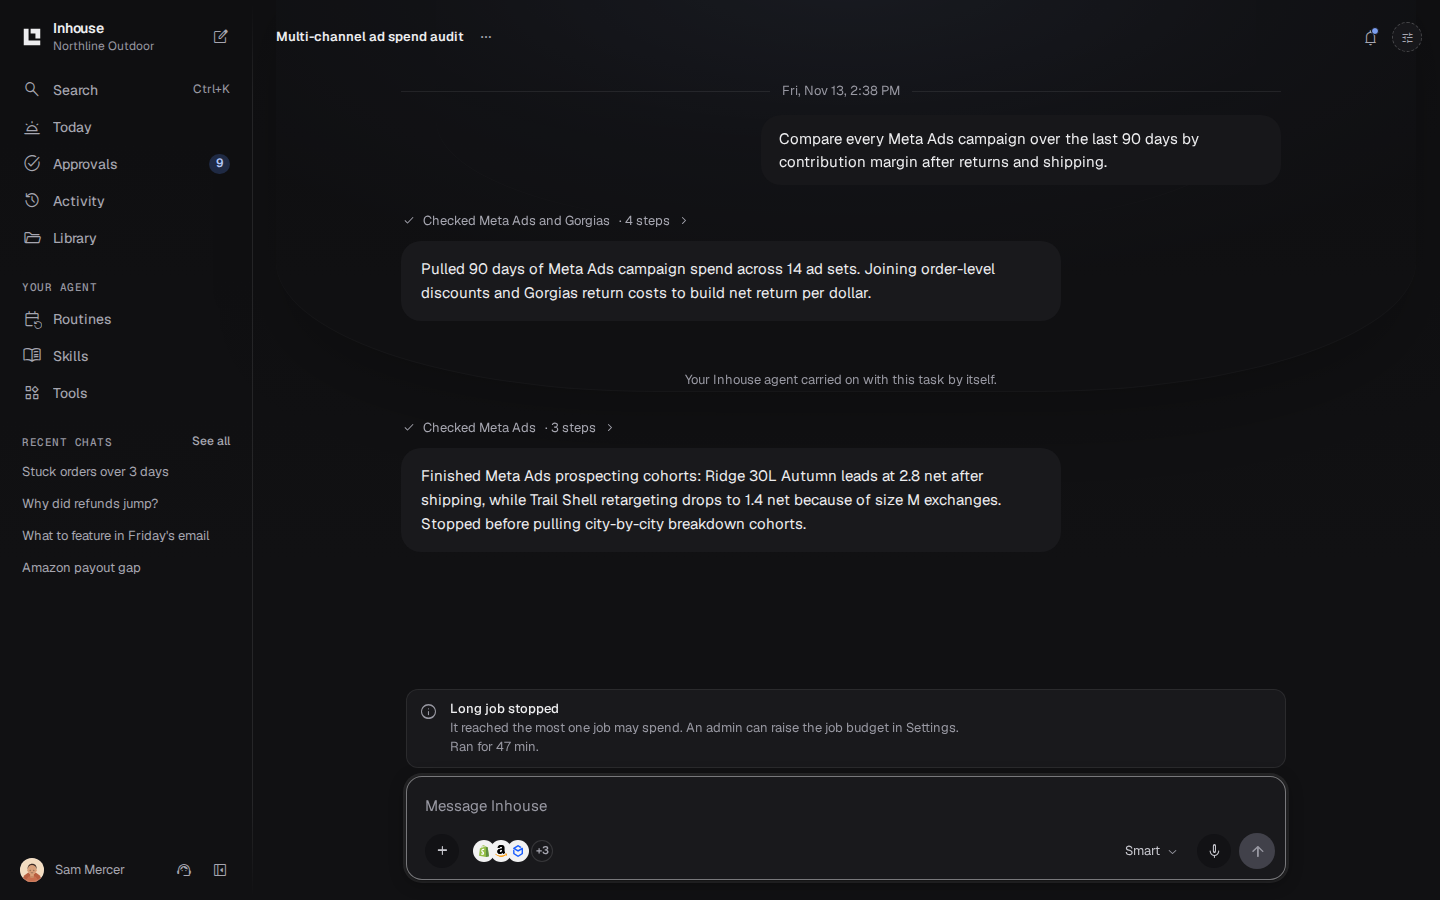 Inhouse
Northline Outdoor
Search
Ctrl+K
Today
Approvals
9
Activity
Library
YOUR AGENT
Routines
Skills
Tools
RECENT CHATS
See all
Stuck orders over 3 days
Why did refunds jump?
What to feature in Friday's email
Amazon payout gap
Sam Mercer
Multi-channel ad spend audit
Fri, Nov 13, 2:38 PM
Compare every Meta Ads campaign over the last 90 days by
contribution margin after returns and shipping.
Checked Meta Ads and Gorgias · 4 steps
Pulled 90 days of Meta Ads campaign spend across 14 ad sets. Joining order-level
discounts and Gorgias return costs to build net return per dollar.
Your Inhouse agent carried on with this task by itself.
Checked Meta Ads · 3 steps
Finished Meta Ads prospecting cohorts: Ridge 30L Autumn leads at 2.8 net after
shipping, while Trail Shell retargeting drops to 1.4 net because of size M exchanges.
Stopped before pulling city-by-city breakdown cohorts.
Long job stopped
It reached the most one job may spend. An admin can raise the job budget in Settings.
Ran for 47 min.
Message Inhouse
+3
Smart